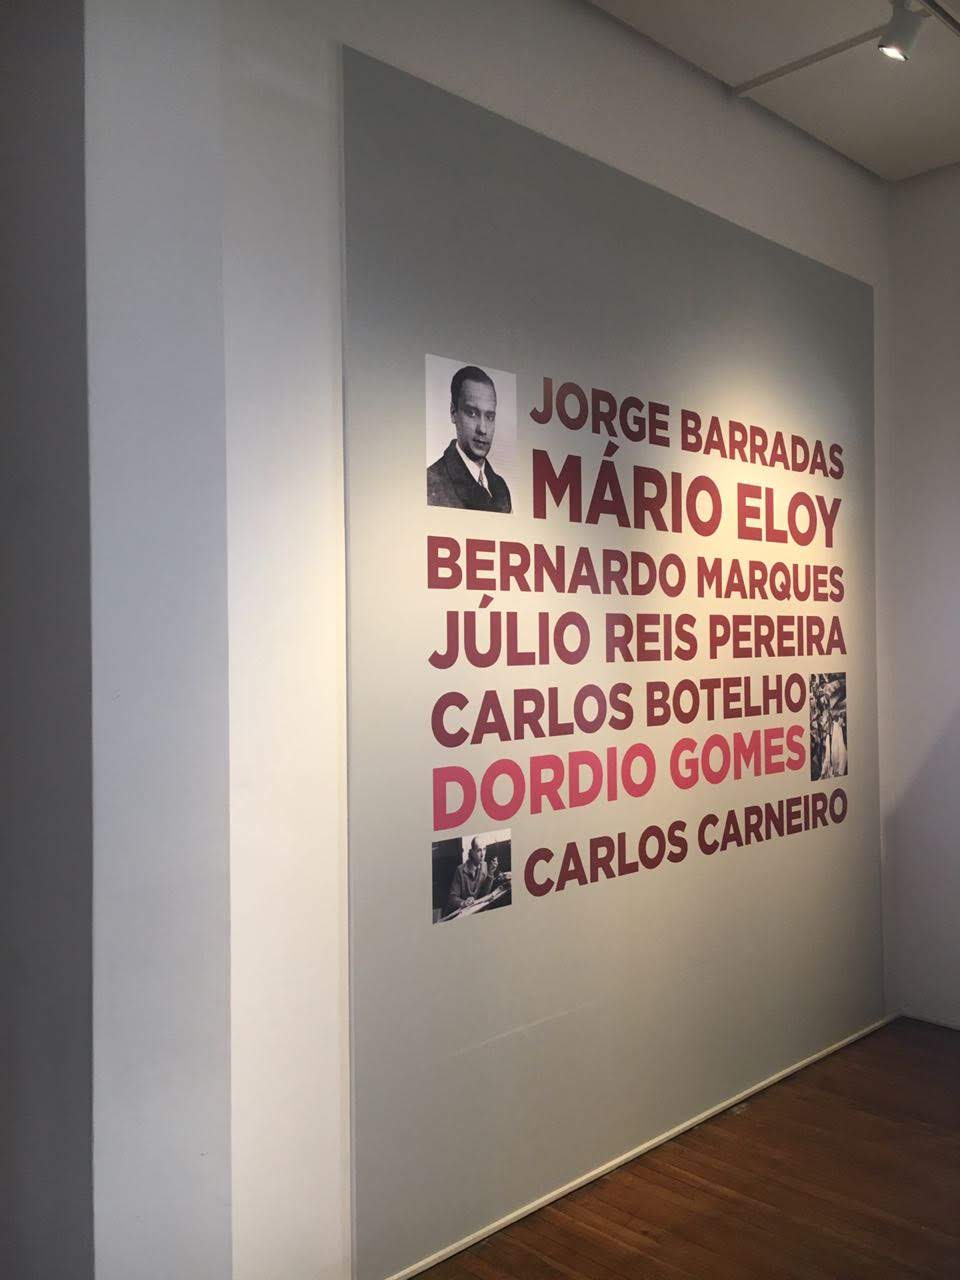 JORGE BARRADAS
MÁRIO ELOY
BERNARDO MARQUES
JÚLIO REIS PEREIRA
CARLOS BOTELHO
DORDIO GOMES
CARLOS CARNEIRO